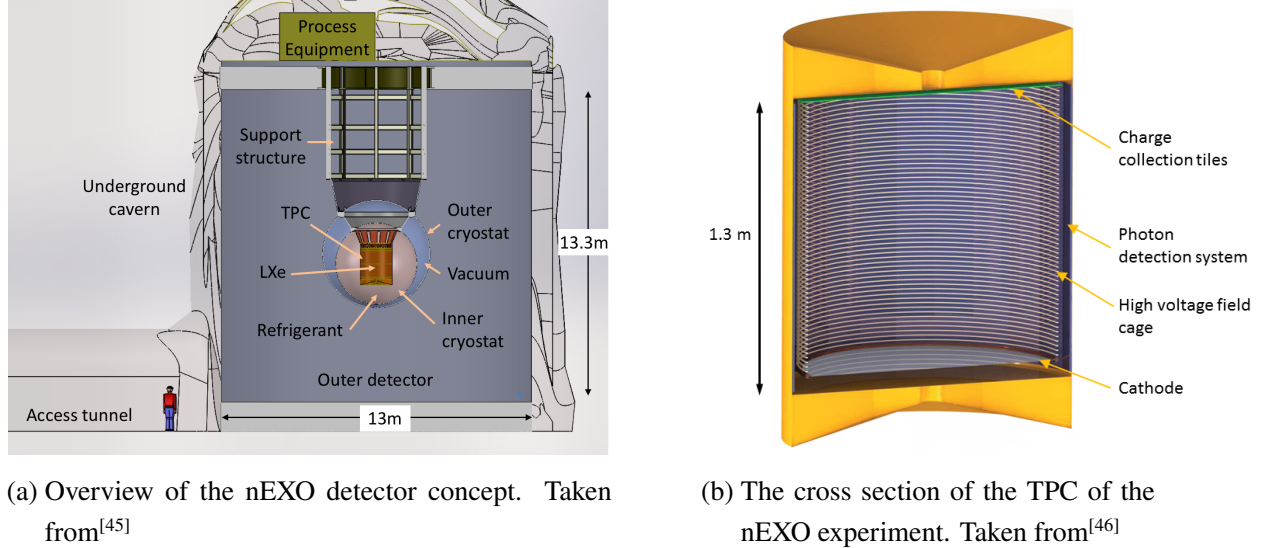 Process
Equipment
Support
structure
Underground
cavern
TPC
Outer
cryostat
13.3m
LXe
Vacuum
Refrigerant
Inner
cryostat
Outer detector
Access tunnel
13m
(a) Overview of the nEXO detector concept. Taken
from[45]
Charge
collection tiles
1.3 m
Photon
detection system
High voltage field
cage
Cathode
(b) The cross section of the TPC of the
nEXO experiment. Taken from[46]